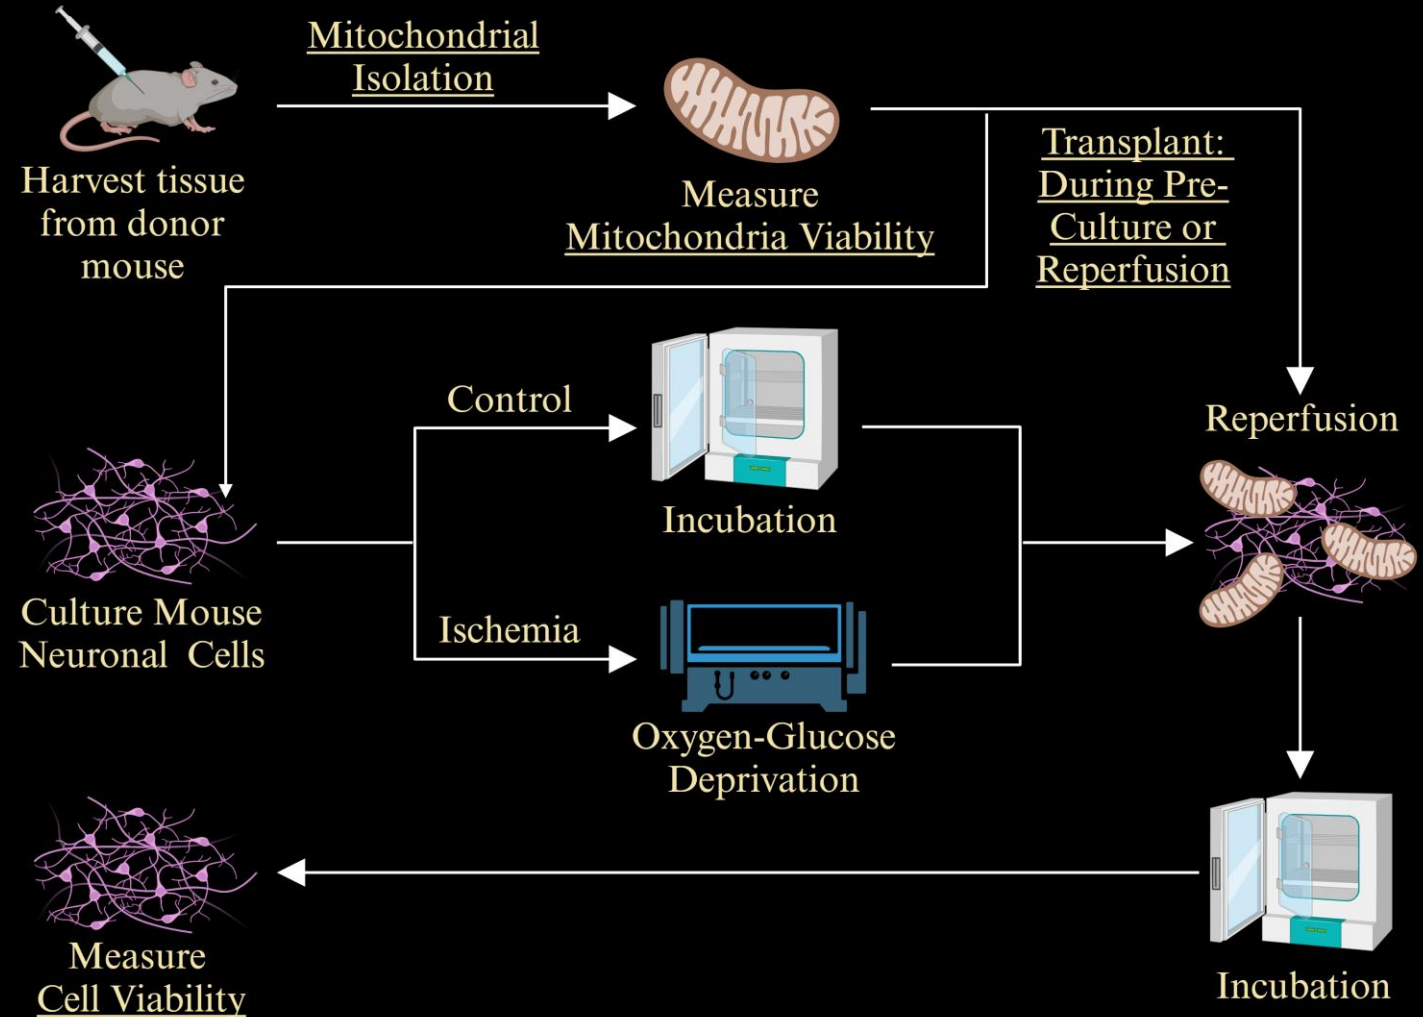 Mitochondrial
Isolation
Harvest tissue
from donor
mouse
Measure
Mitochondria Viability
Transplant:
During Pre-
Culture or
Reperfusion
Control
Incubation
Reperfusion
Culture Mouse
Neuronal Cells
Ischemia
Oxygen-Glucose
Deprivation
Measure
Cell Viability
Incubation